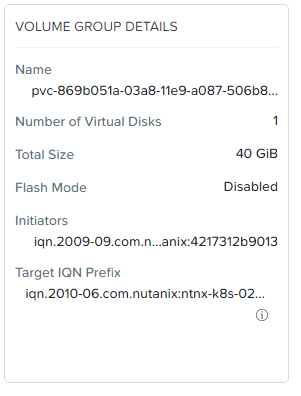 VOLUME GROUP DETAILS
Name
pvc-869b051a-03a8-11e9-a087-506b8...
Number of Virtual Disks 1
Total Size 40 GiB
Flash Mode Disabled
Initiators
iqn.2009-09.com.n...anix:4217312b9013
Target IQN Prefix
iqn.2010-06.com.nutanix:ntnx-k8s-02...